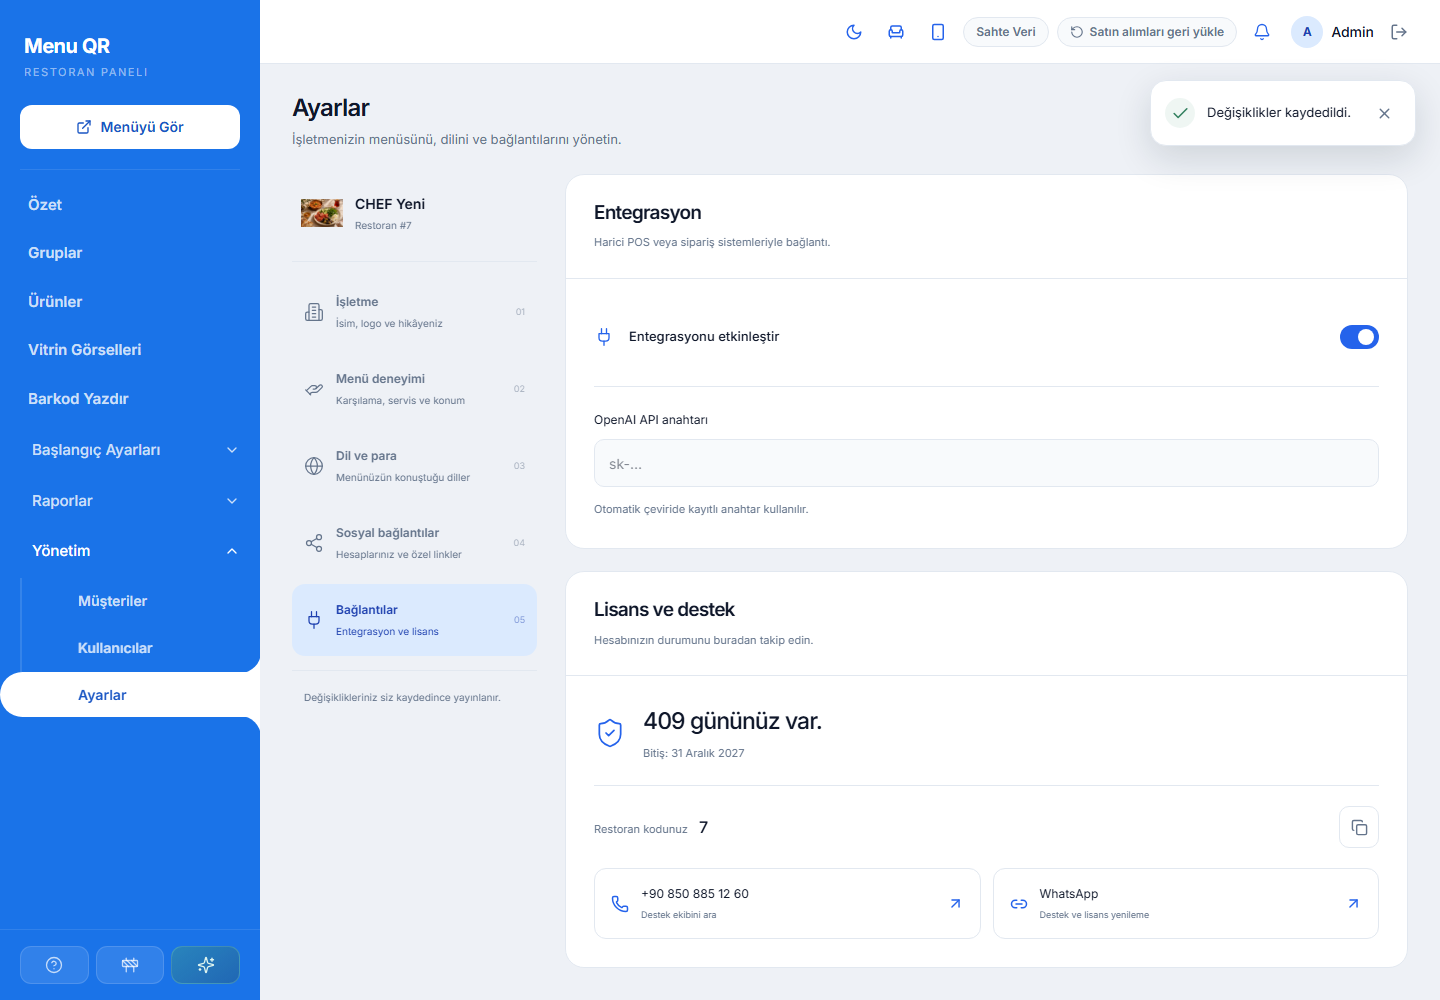 Menu QR
RESTORAN PANELİ
Menüyü Gör
Özet
Gruplar
Ürünler
Vitrin Görselleri
Barkod Yazdır
Başlangıç Ayarları
Raporlar
Yönetim
Müşteriler
Kullanıcılar
Ayarlar
Sahte Veri
Satın alımları geri yükle
A
Admin
Değişiklikler kaydedildi.
Ayarlar
İşletmenizin menüsünü, dilini ve bağlantılarını yönetin.
CHEF Yeni
Restoran #7
İşletme
İsim, logo ve hikâyeniz
01
Menü deneyimi
Karşılama, servis ve konum
02
Dil ve para
Menünüzün konuştuğu diller
03
Sosyal bağlantılar
Hesaplarınız ve özel linkler
04
Bağlantılar
Entegrasyon ve lisans
05
Değişiklikleriniz siz kaydedince yayınlanır.
Entegrasyon
Harici POS veya sipariş sistemleriyle bağlantı.
Entegrasyonu etkinleştir
OpenAI API anahtarı
sk-...
Otomatik çeviride kayıtlı anahtar kullanılır.
Lisans ve destek
Hesabınızın durumunu buradan takip edin.
409 gününüz var.
Bitiş: 31 Aralık 2027
Restoran kodunuz 7
+90 850 885 12 60
Destek ekibini ara
WhatsApp
Destek ve lisans yenileme